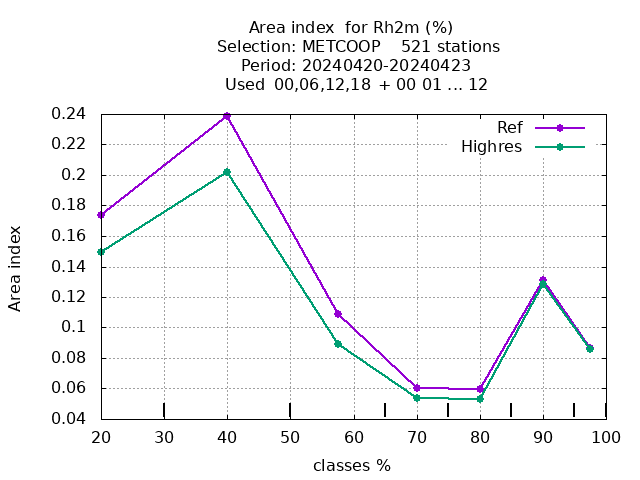 Area index  for Rh2m (%)
Selection: METCOOP    521 stations
Period: 20240420-20240423
Used  00,06,12,18 + 00 01 ... 12
Ref
Highres
0.24
0.22
0.2
0.18
0.16
0.14
0.12
0.1
0.08
0.06
0.04
Area index
20 30 40 50 60 70 80 90 100
classes %